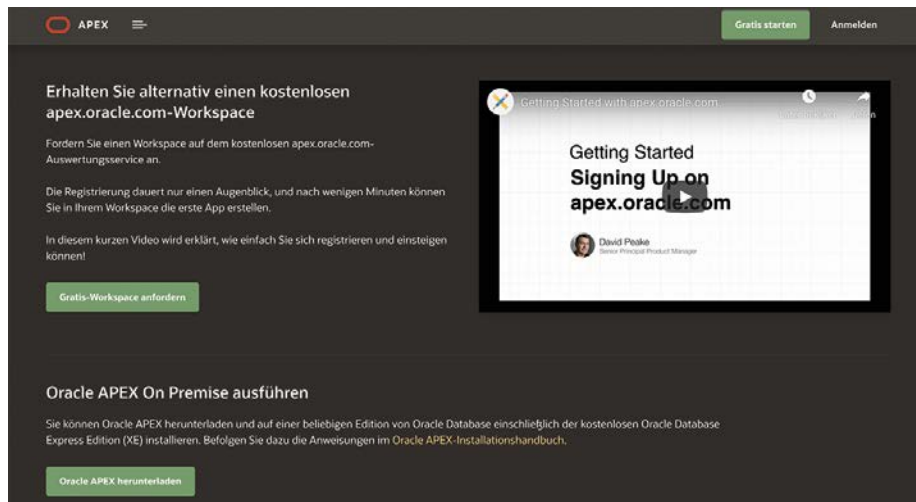 APEX
Gratis starten
Anmelden
Erhalten Sie alternativ einen kostenlosen
apex.oracle.com-Workspace
Fordern Sie einen Workspace auf dem kostenlosen apex.oracle.com-
Auswertungsservice an.
Die Registrierung dauert nur einen Augenblick, und nach wenigen Minuten können
Sie in Ihrem Workspace die erste App erstellen.
In diesem kurzen Video wird erklärt, wie einfach Sie sich registrieren und einsteigen
können!
Gratis-Workspace anfordern
Getting Started with apex.oracle.com
Getting Started
Signing Up on
apex.oracle.com
David Peake
Senior Principal Product Manager
Oracle APEX On Premise ausführen
Sie können Oracle APEX herunterladen und auf einer beliebigen Edition von Oracle Database einschließlich der kostenlosen Oracle Database
Express Edition (XE) installieren. Befolgen Sie dazu die Anweisungen im Oracle APEX-Installationshandbuch.
Oracle APEX herunterladen